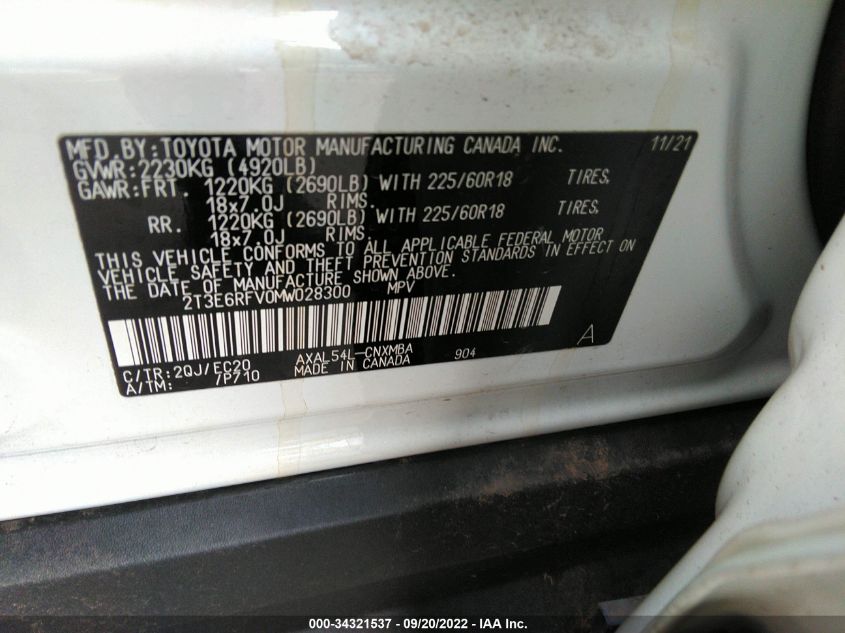 MFD. BY: TOYOTA MOTOR MANUFACTURING CANADA INC. 11/21
GVWR: 2230KG (4920LB)
GAWR: FRT. 1220KG (2690LB) WITH 225/60R18 TIRES,
18x7.0J RIMS.
RR. 1220KG (2690LB) WITH 225/60R18 TIRES,
18x7.0J RIMS.
THIS VEHICLE CONFORMS TO ALL APPLICABLE FEDERAL MOTOR
VEHICLE SAFETY AND THEFT PREVENTION STANDARDS IN EFFECT ON
THE DATE OF MANUFACTURE SHOWN ABOVE.
2T3E6RFV0MW028300 MPV
A
C/TR: 2QJ/EC20 AXAL54L-CNXMBA 904
A/TM: 7P710 MADE IN CANADA
000-34321537 - 09/20/2022 - IAA Inc.